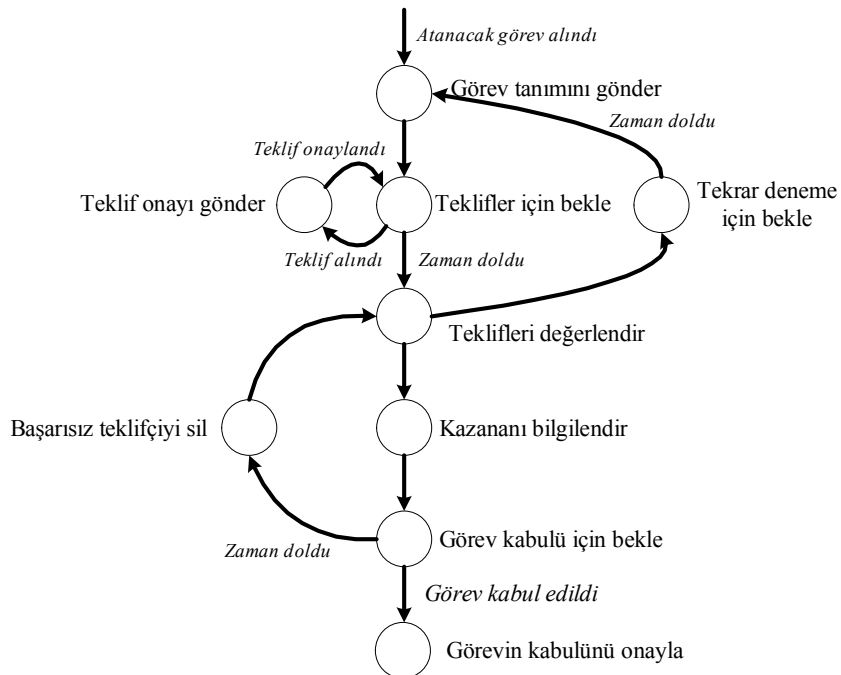 Atanacak görev alındı
Görev tanımını gönder
Zaman doldu
Teklif onaylandı
Teklif onayı gönder
Teklifler için bekle
Tekrar deneme
için bekle
Teklif alındı
Zaman doldu
Teklifleri değerlendir
Başarısız teklifçiyi sil
Kazananı bilgilendir
Görev kabulü için bekle
Zaman doldu
Görev kabul edildi
Görevin kabulünü onayla